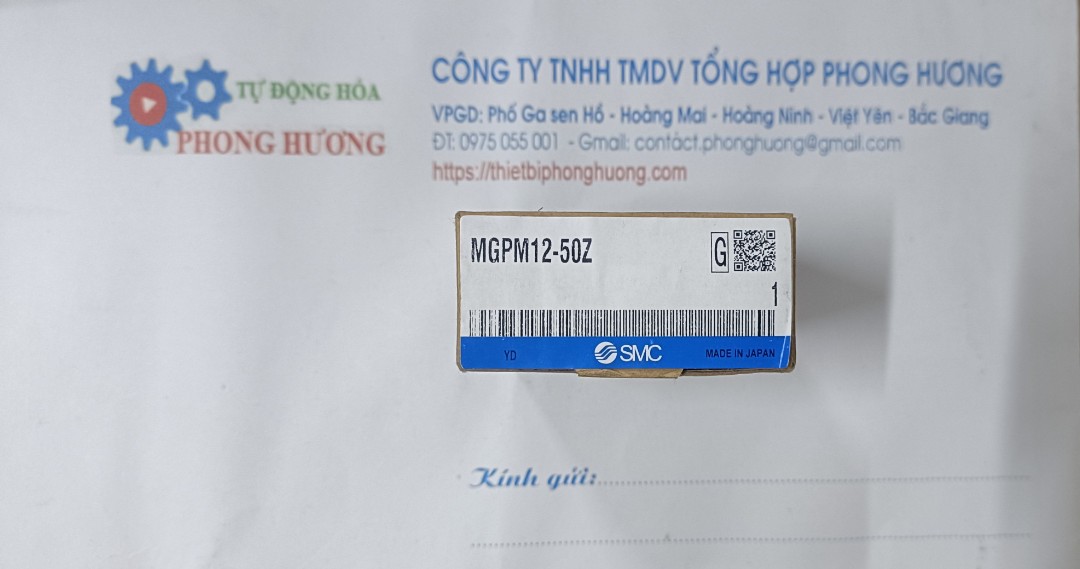 TỰ ĐỘNG HÓA
PHONG HƯƠNG
CÔNG TY TNHH TMDV TỔNG HỢP PHONG HƯƠNG
VPGD: Phố Ga sen Hồ - Hoàng Mai - Hoàng Ninh - Việt Yên - Bắc Giang
ĐT: 0975 055 001 - Gmail: contact.phonghuong@gmail.com
https://thietbiphonghuong.com
MGPM12-50Z
G
1
YD
SMC
MADE IN JAPAN
Kính gửi: